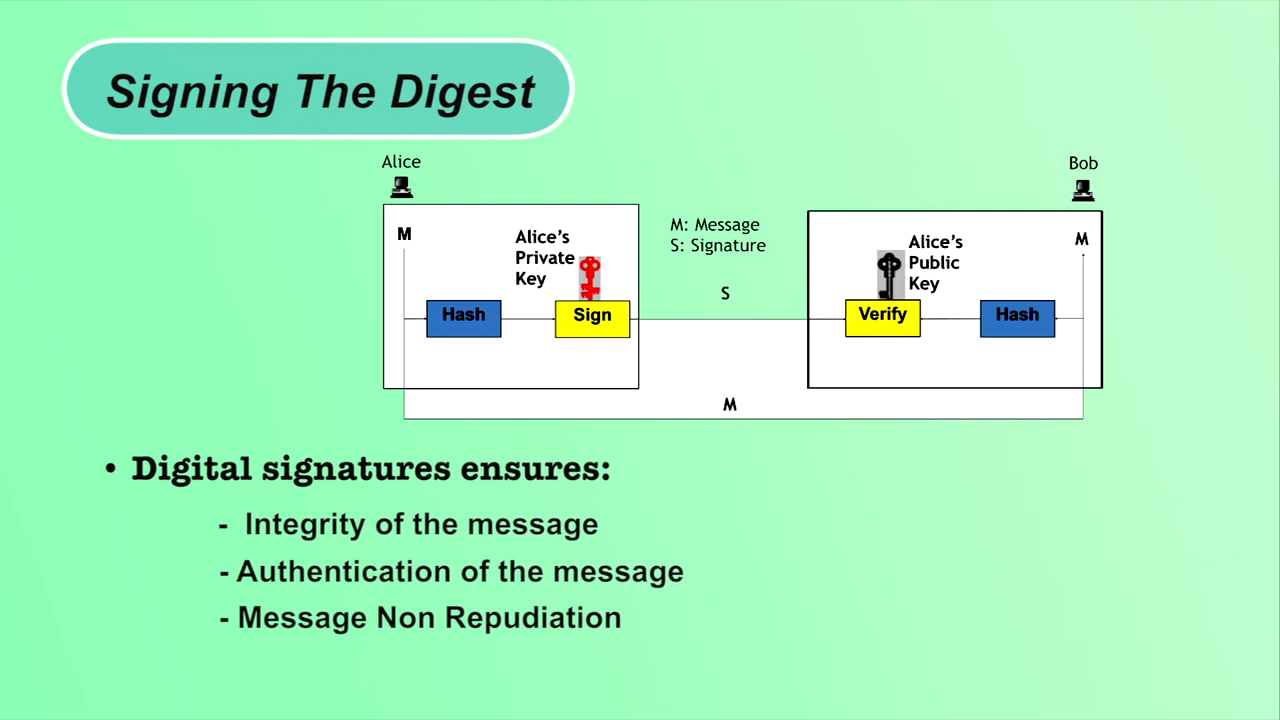 Signing The Digest
Alice
Bob
M: Message
S: Signature
M
Alice's
Private
Key
Hash
Sign
S
Alice's
Public
Key
M
Verify
Hash
M
• Digital signatures ensures:
- Integrity of the message
- Authentication of the message
- Message Non Repudiation